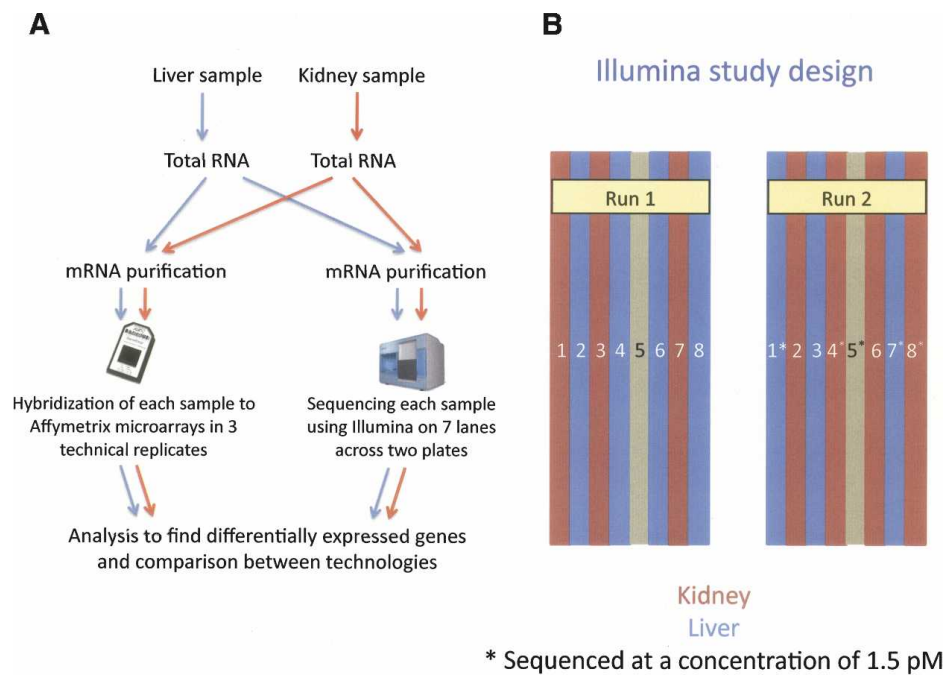 A
Liver sample
Kidney sample
Total RNA
Total RNA
mRNA purification
mRNA purification
Hybridization of each sample to
Affymetrix microarrays in 3
technical replicates
Sequencing each sample
using Illumina on 7 lanes
across two plates
Analysis to find differentially expressed genes
and comparison between technologies
B
Illumina study design
Run 1
Run 2
1 2 3 4 5 6 7 8
1* 2 3 4* 5* 6 7* 8*
Kidney
Liver
* Sequenced at a concentration of 1.5 pM